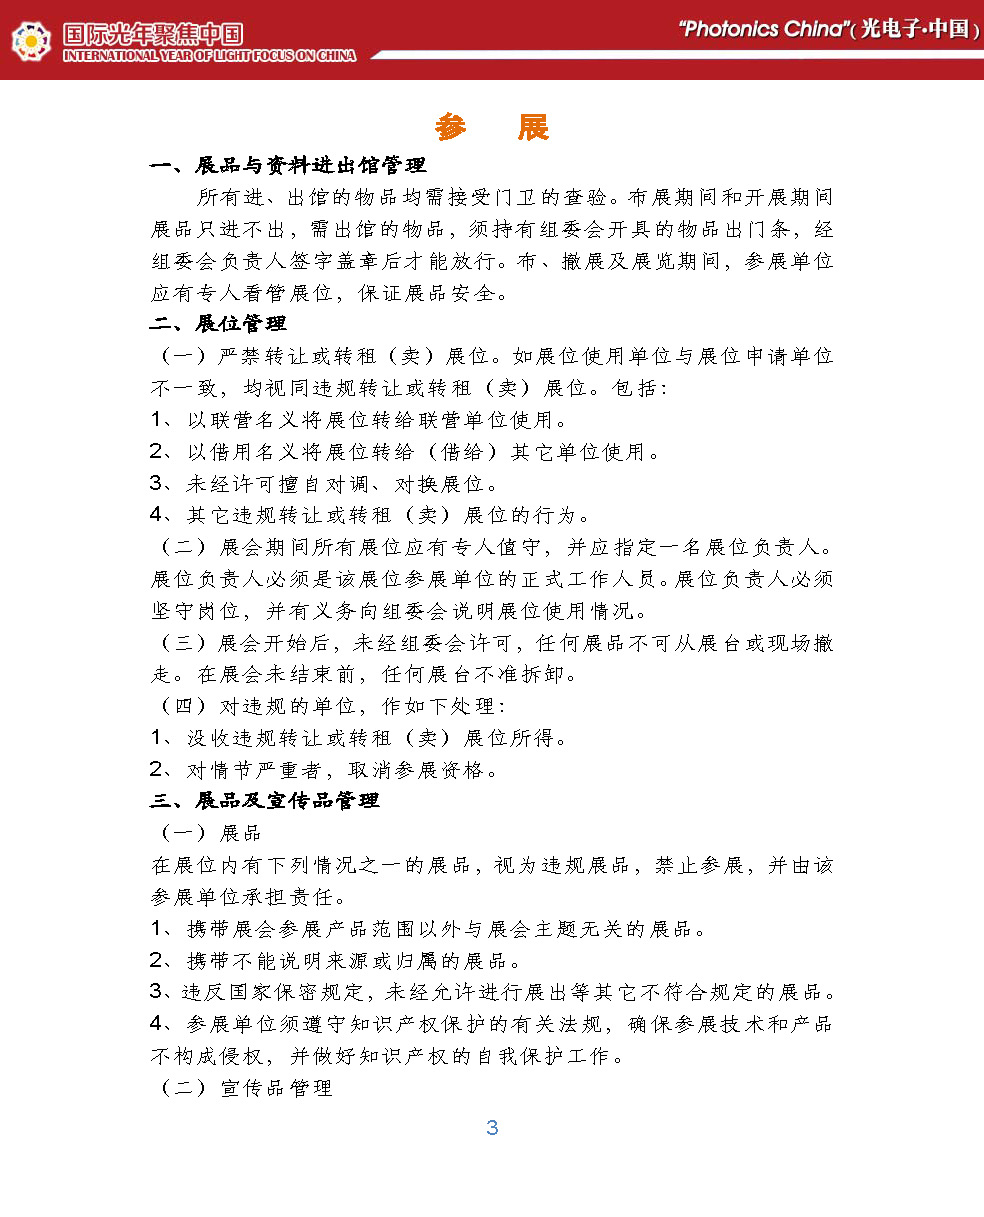 国际光年聚焦中国
INTERNATIONAL YEAR OF LIGHT FOCUS ON CHINA
“Photonics China”(光电子·中国)
参 展
一、展品与资料进出馆管理
所有进、出馆的物品均需接受门卫的查验。布展期间和开展期间
展品只进不出，需出馆的物品，须持有组委会开具的物品出门条，经
组委会负责人签字盖章后才能放行。布、撤展及展览期间，参展单位
应有专人看管展位，保证展品安全。
二、展位管理
（一）严禁转让或转租（卖）展位。如展位使用单位与展位申请单位
不一致，均视同违规转让或转租（卖）展位。包括：
1、以联营名义将展位转给联营单位使用。
2、以借用名义将展位转给（借给）其它单位使用。
3、未经许可擅自对调、对换展位。
4、其它违规转让或转租（卖）展位的行为。
（二）展会期间所有展位应有专人值守，并应指定一名展位负责人。
展位负责人必须是该展位参展单位的正式工作人员。展位负责人必须
坚守岗位，并有义务向组委会说明展位使用情况。
（三）展会开始后，未经组委会许可，任何展品不可从展台或现场撤
走。在展会未结束前，任何展台不准拆卸。
（四）对违规的单位，作如下处理：
1、没收违规转让或转租（卖）展位所得。
2、对情节严重者，取消参展资格。
三、展品及宣传品管理
（一）展品
在展位内有下列情况之一的展品，视为违规展品，禁止参展，并由该
参展单位承担责任。
1、携带展会参展产品范围以外与展会主题无关的展品。
2、携带不能说明来源或归属的展品。
3、违反国家保密规定，未经允许进行展出等其它不符合规定的展品。
4、参展单位须遵守知识产权保护的有关法规，确保参展技术和产品
不构成侵权，并做好知识产权的自我保护工作。
（二）宣传品管理
3